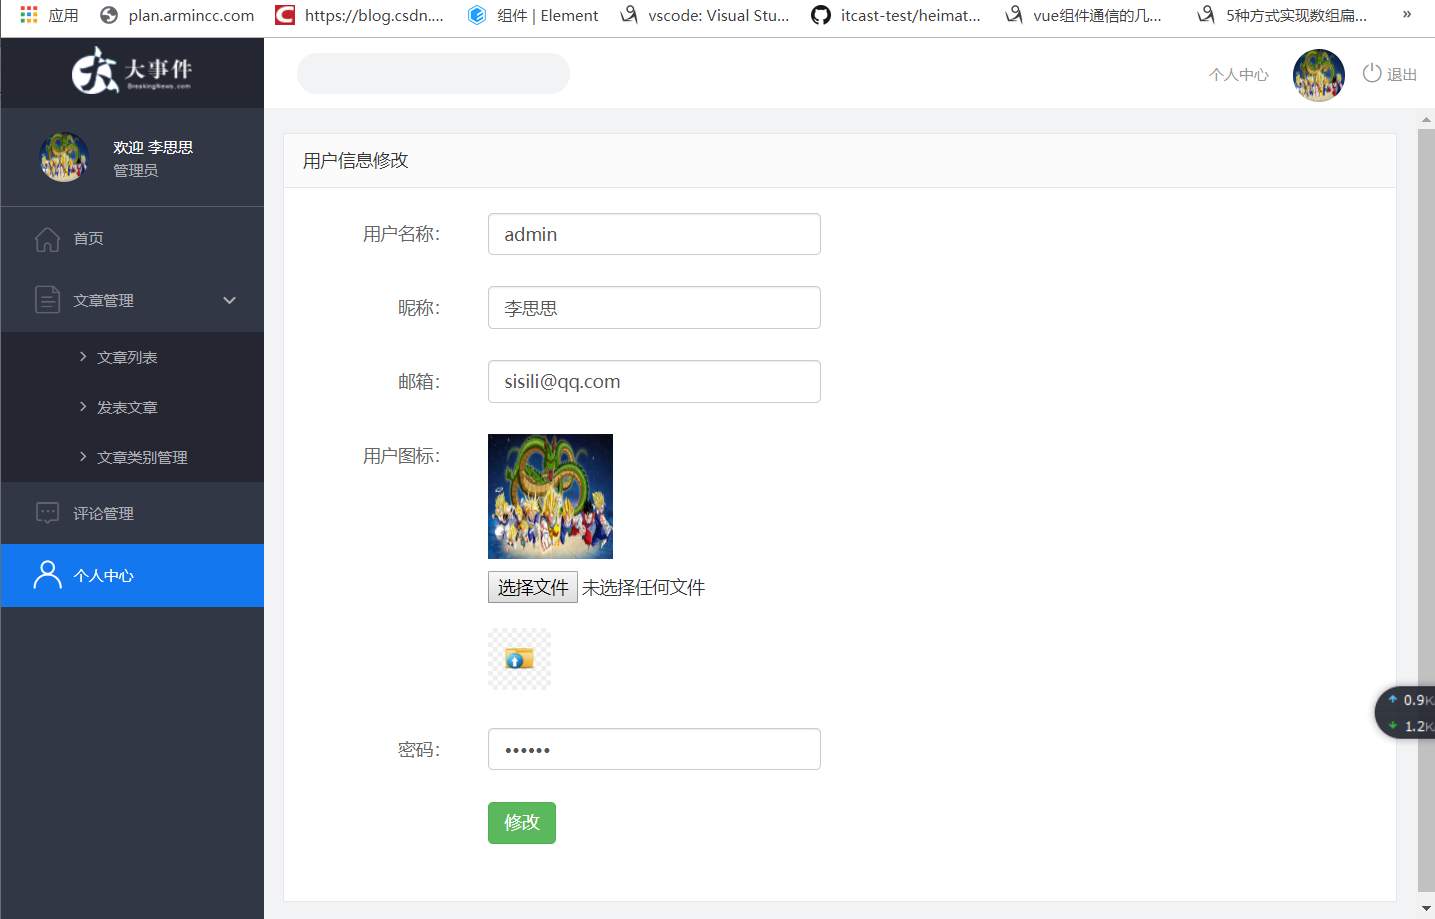 应用 plan.armincc.com https://blog.csdn.... 组件 | Element vscode: Visual Stu... itcast-test/heimat... vue组件通信的几... 5种方式实现数组扁... »
大事件
BreakingNews.com
个人中心 退出
欢迎 李思思
管理员
首页
文章管理
文章列表
发表文章
文章类别管理
评论管理
个人中心
用户信息修改
用户名称: admin
昵称: 李思思
邮箱: sisili@qq.com
用户图标:
选择文件 未选择任何文件
密码: ••••••
修改
0.9K
1.2K